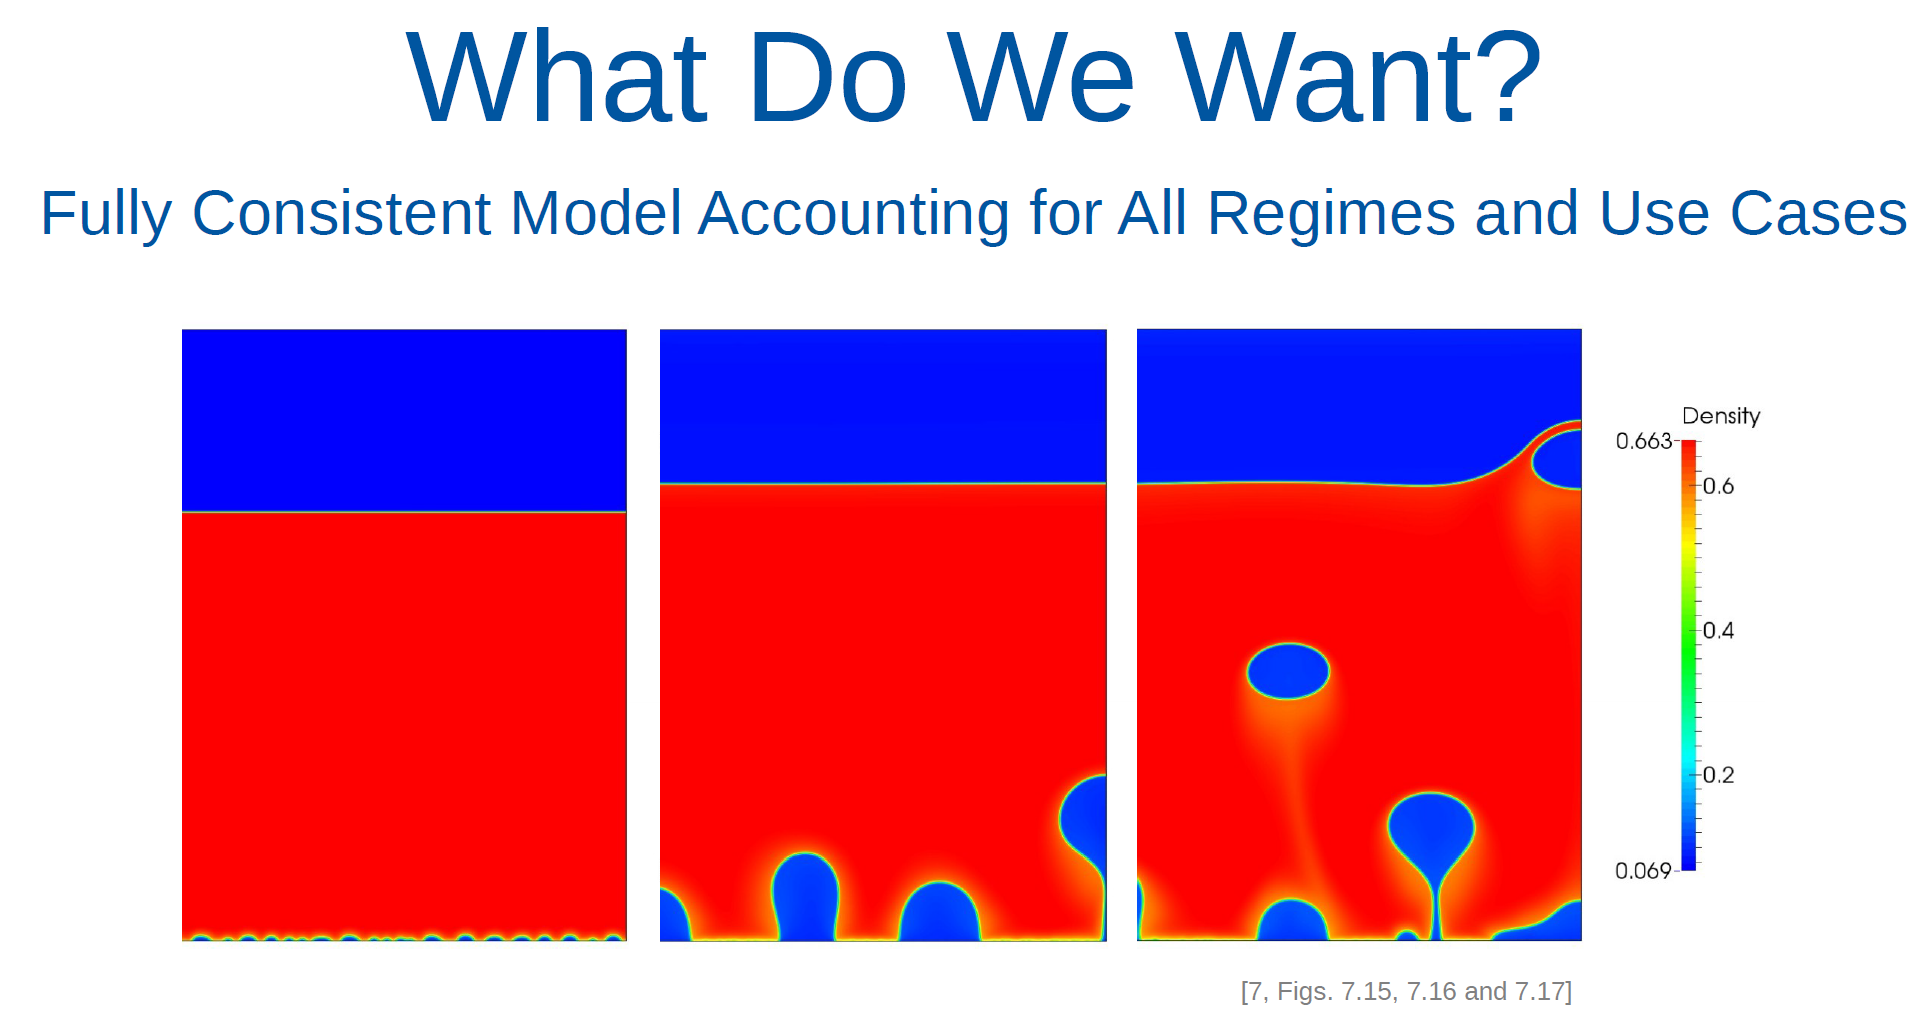 What Do We Want?
Fully Consistent Model Accounting for All Regimes and Use Cases
Density
0.663
0.6
0.4
0.2
0.069
[7, Figs. 7.15, 7.16 and 7.17]